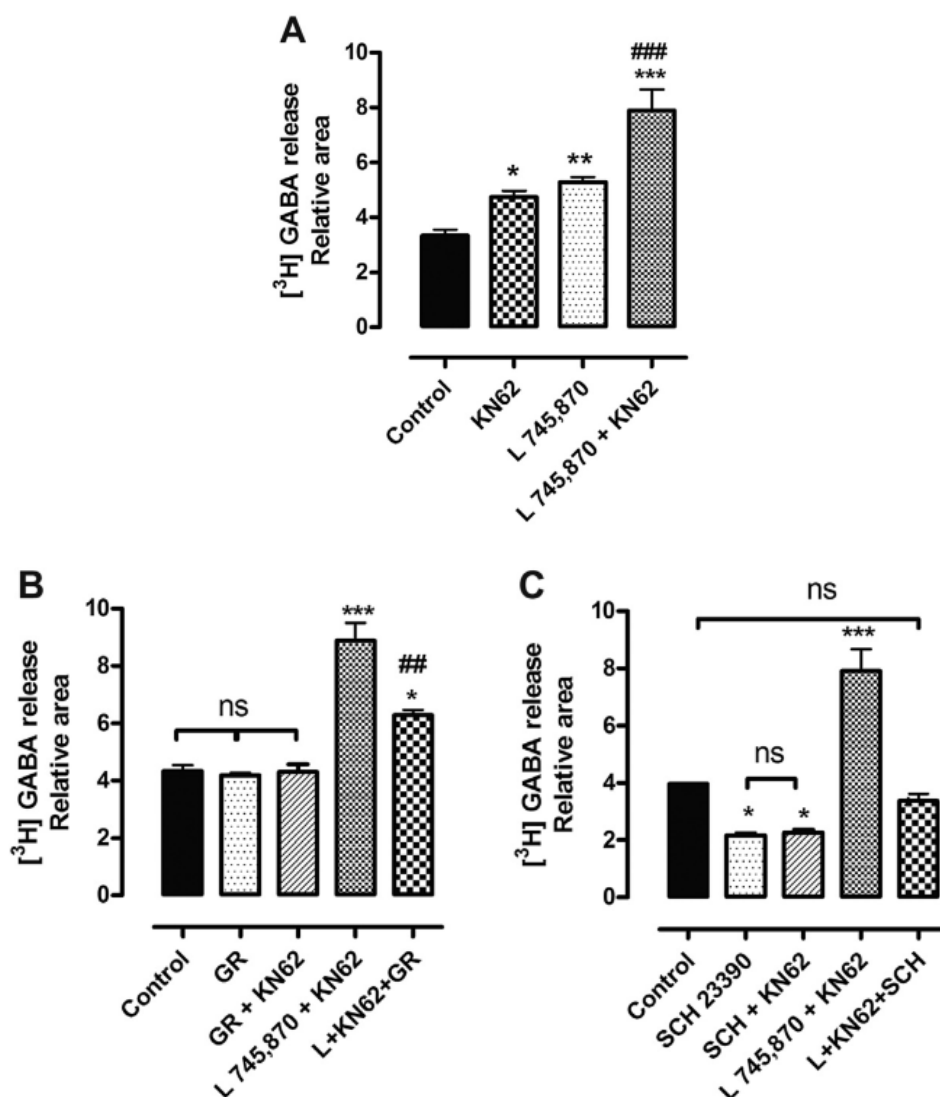 A
[³H] GABA release
Relative area
10
8
6
4
2
0
*
**
###
***
Control
KN62
L 745,870
L 745,870 + KN62
B
[³H] GABA release
Relative area
10
8
6
4
2
0
ns
***
##
*
Control
GR
GR + KN62
L 745,870 + KN62
L+KN62+GR
C
[³H] GABA release
Relative area
10
8
6
4
2
0
ns
***
ns
*
*
Control
SCH 23390
SCH + KN62
L 745,870 + KN62
L+KN62+SCH